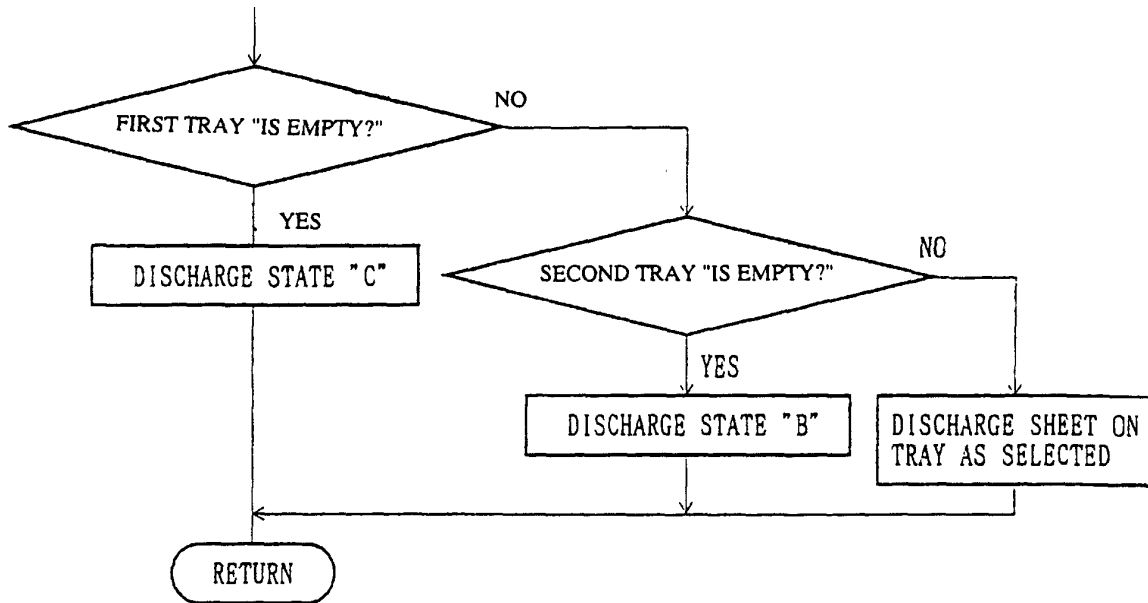 NO
FIRST TRAY "IS EMPTY?"
YES
DISCHARGE STATE "C"
NO
SECOND TRAY "IS EMPTY?"
YES
DISCHARGE STATE "B"
DISCHARGE SHEET ON
TRAY AS SELECTED
RETURN